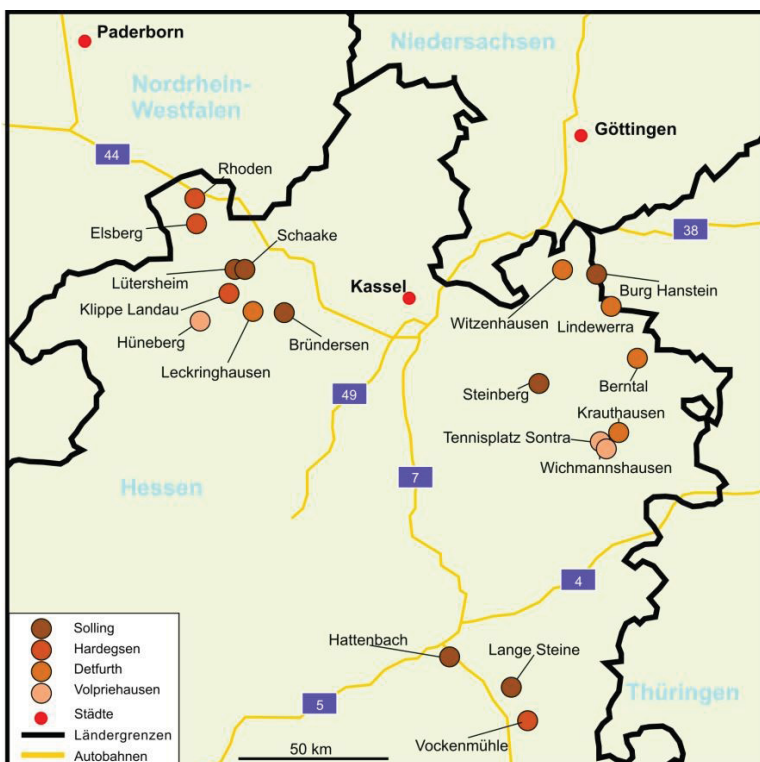 Paderborn
Niedersachsen
Nordrhein-
Westfalen
Göttingen
44
Rhoden
Elsberg
Schaake
38
Lütersheim
Kassel
Burg Hanstein
Klippe Landau
Witzenhausen
Lindewerra
Hüneberg
Bründersen
Leckringhausen
Berntal
Steinberg
49
Krauthausen
Tennisplatz Sontra
Wichmannshausen
7
Hessen
4
Solling
Hardegsen
Detfurth
Volpriehausen
Städte
Ländergrenzen
Autobahnen
Hattenbach
Lange Steine
Thüringen
5
Vockenmühle
50 km